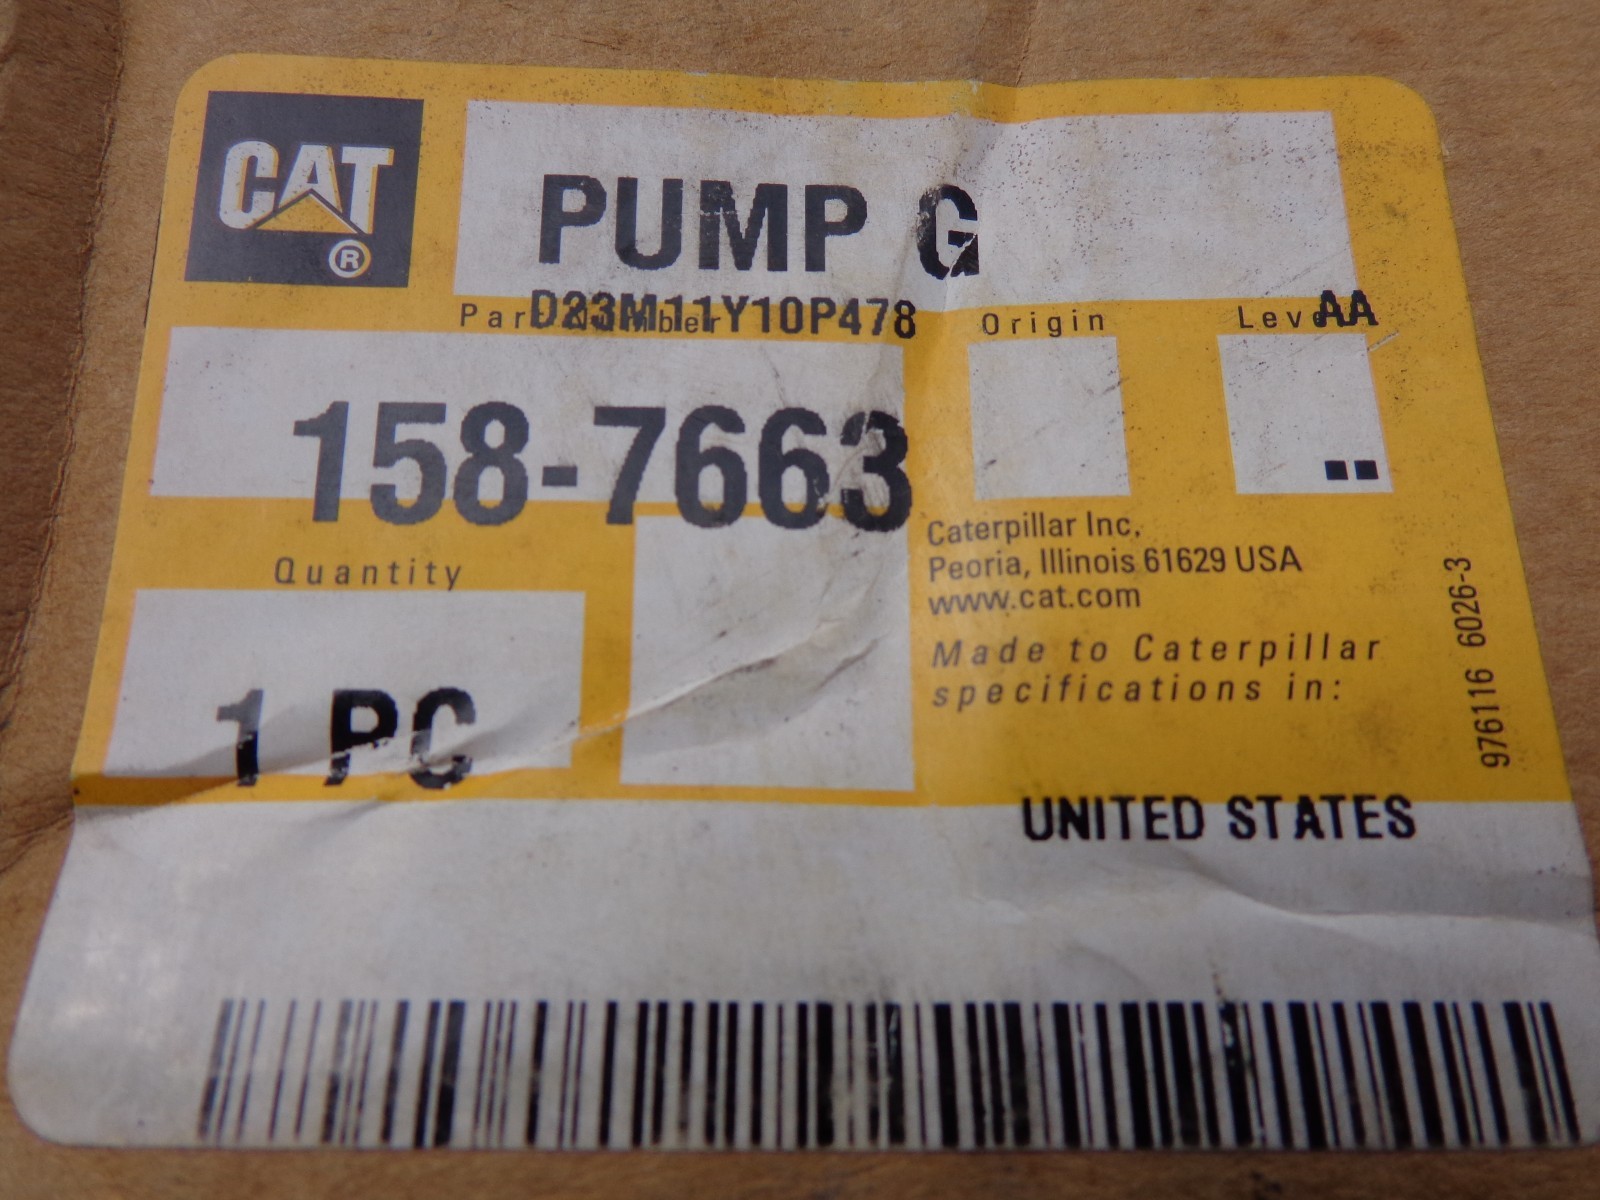 CAT
®
PUMP G
Part Number
D23M11Y10P478
Origin
Level
AA
158-7663
Caterpillar Inc,
Peoria, Illinois 61629 USA
www.cat.com
Quantity
Made to Caterpillar
specifications in:
1 PC
976116 6026-3
UNITED STATES